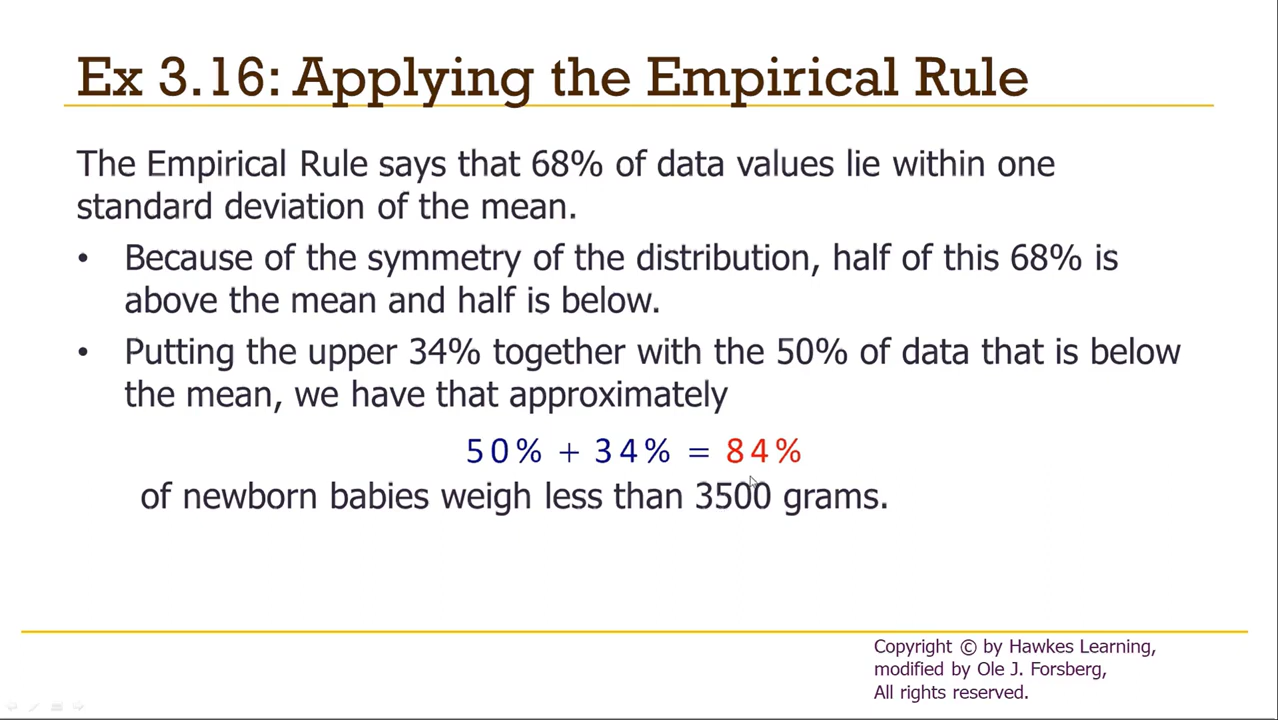 Ex 3.16: Applying the Empirical Rule
The Empirical Rule says that 68% of data values lie within one
standard deviation of the mean.
• Because of the symmetry of the distribution, half of this 68% is
above the mean and half is below.
• Putting the upper 34% together with the 50% of data that is below
the mean, we have that approximately
50% + 34% = 84%
of newborn babies weigh less than 3500 grams.
Copyright © by Hawkes Learning,
modified by Ole J. Forsberg,
All rights reserved.